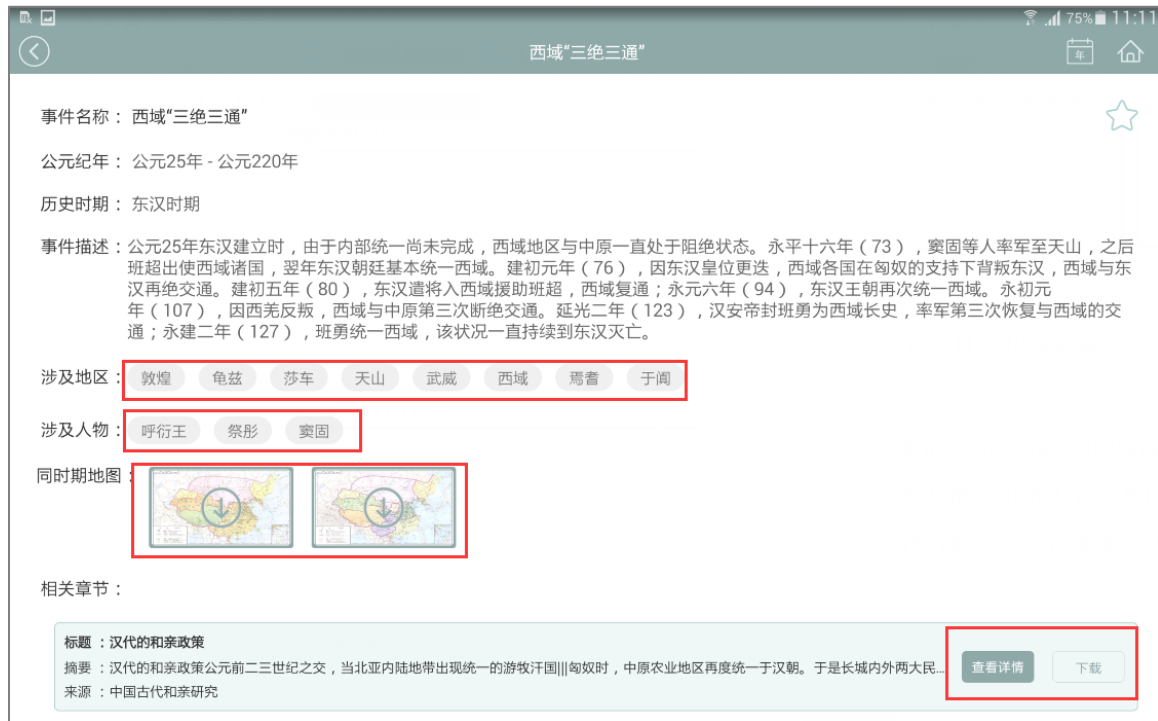 75% 11:11
西域“三绝三通”
年
事件名称： 西域“三绝三通”
公元纪年： 公元25年 - 公元220年
历史时期： 东汉时期
事件描述：公元25年东汉建立时，由于内部统一尚未完成，西域地区与中原一直处于阻绝状态。永平十六年（73），窦固等人率军至天山，之后
班超出使西域诸国，翌年东汉朝廷基本统一西域。建初元年（76），因东汉皇位更迭，西域各国在匈奴的支持下背叛东汉，西域与东
汉再绝交通。建初五年（80），东汉遣将入西域援助班超，西域复通；永元六年（94），东汉王朝再次统一西域。永初元
年（107），因西羌反叛，西域与中原第三次断绝交通。延光二年（123），汉安帝封班勇为西域长史，率军第三次恢复与西域的交
通；永建二年（127），班勇统一西域，该状况一直持续到东汉灭亡。
涉及地区： 敦煌 龟兹 莎车 天山 武威 西域 焉耆 于阗
涉及人物： 呼衍王 祭彤 窦固
同时期地图：
相关章节：
标题 ：汉代的和亲政策
摘要 ：汉代的和亲政策公元前二三世纪之交，当北亚内陆地带出现统一的游牧汗国|||匈奴时，中原农业地区再度统一于汉朝。于是长城内外两大民... 查看详情 下载
来源 ：中国古代和亲研究